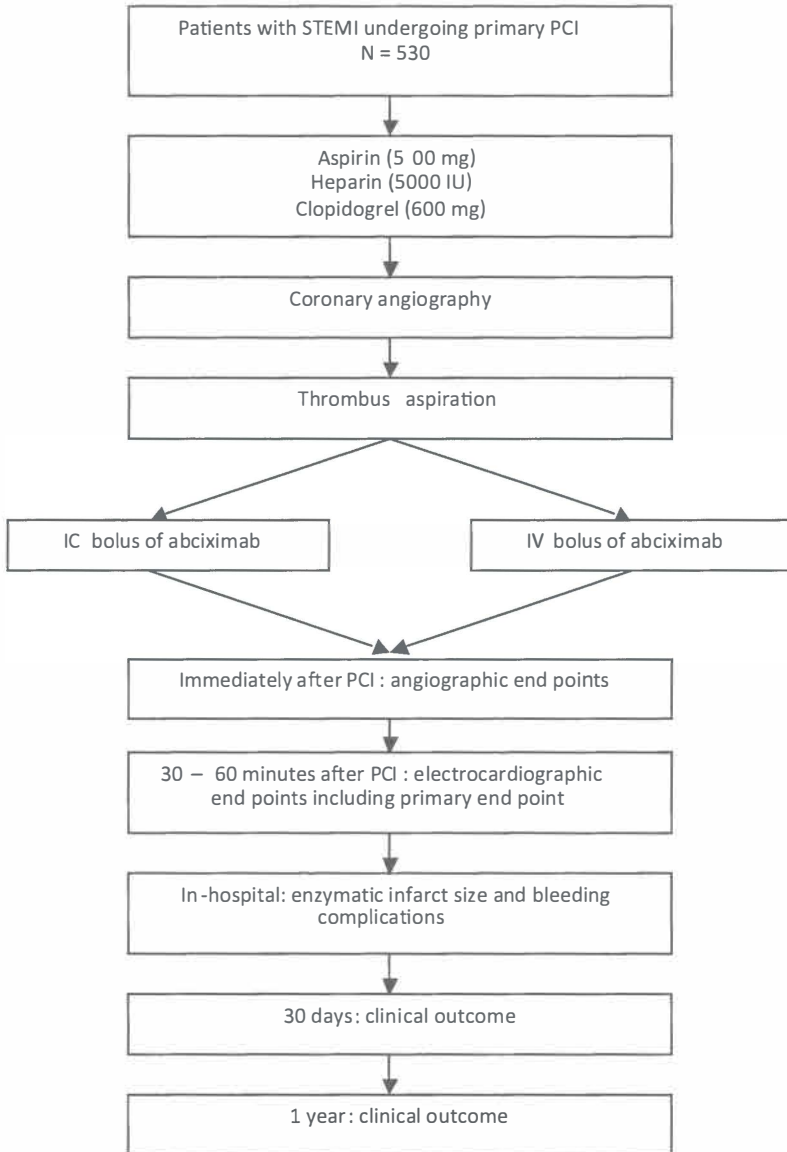 Patients with STEMI undergoing primary PCI
N = 530
Aspirin (5 00 mg)
Heparin (5000 IU)
Clopidogrel (600 mg)
Coronary angiography
Thrombus aspiration
IC bolus of abciximab
IV bolus of abciximab
Immediately after PCI : angiographic end points
30 – 60 minutes after PCI : electrocardiographic
end points including primary end point
In-hospital: enzymatic infarct size and bleeding
complications
30 days: clinical outcome
1 year: clinical outcome